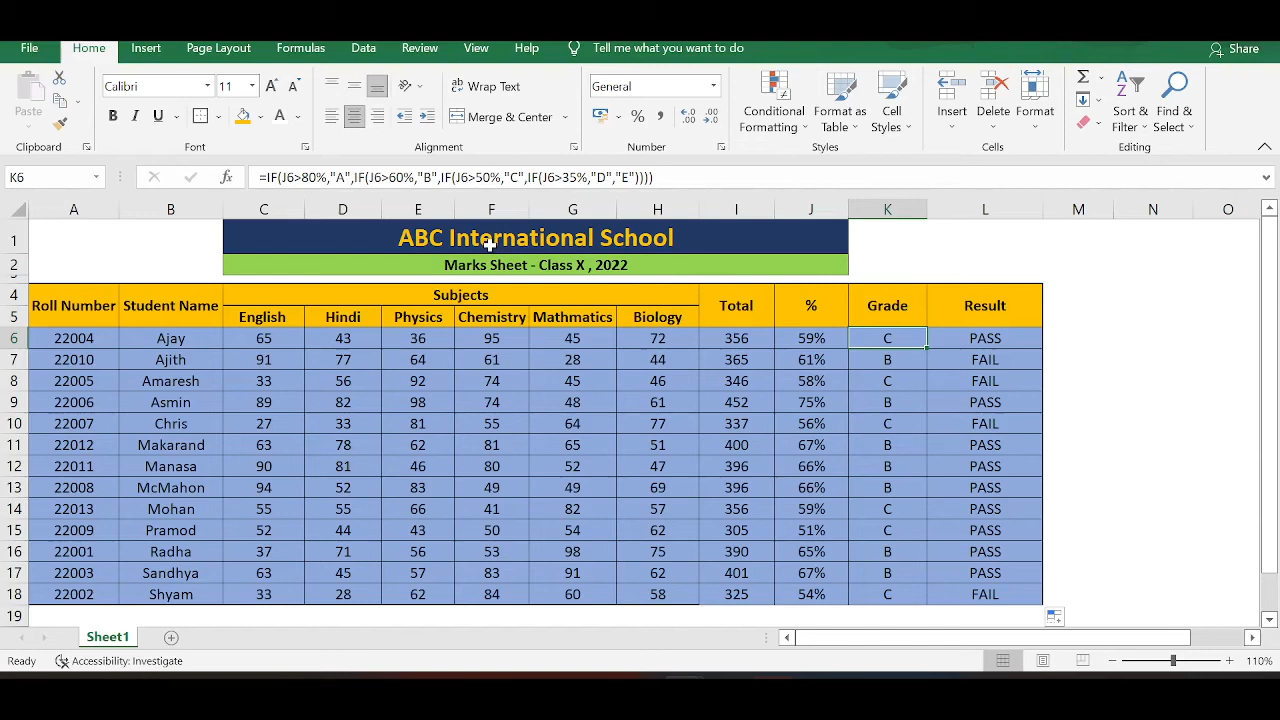 File Home Insert Page Layout Formulas Data Review View Help Tell me what you want to do Share
Calibri 11 Wrap Text General
Paste Merge & Center Conditional Formatting Format as Table Cell Styles Insert Delete Format Sort & Filter Find & Select
Clipboard Font Alignment Number Styles Cells Editing
K6 fx =IF(J6>80%,"A",IF(J6>60%,"B",IF(J6>50%,"C",IF(J6>35%,"D","E"))))
A B C D E F G H I J K L M N O
1 ABC International School
2 Marks Sheet - Class X , 2022
4 Roll Number Student Name Subjects Total % Grade Result
5 English Hindi Physics Chemistry Mathmatics Biology
6 22004 Ajay 65 43 36 95 45 72 356 59% C PASS
7 22010 Ajith 91 77 64 61 28 44 365 61% B FAIL
8 22005 Amaresh 33 56 92 74 45 46 346 58% C FAIL
9 22006 Asmin 89 82 98 74 48 61 452 75% B PASS
10 22007 Chris 27 33 81 55 64 77 337 56% C FAIL
11 22012 Makarand 63 78 62 81 65 51 400 67% B PASS
12 22011 Manasa 90 81 46 80 52 47 396 66% B PASS
13 22008 McMahon 94 52 83 49 49 69 396 66% B PASS
14 22013 Mohan 55 55 66 41 82 57 356 59% C PASS
15 22009 Pramod 52 44 43 50 54 62 305 51% C PASS
16 22001 Radha 37 71 56 53 98 75 390 65% B PASS
17 22003 Sandhya 63 45 57 83 91 62 401 67% B PASS
18 22002 Shyam 33 28 62 84 60 58 325 54% C FAIL
19
Sheet1
Ready Accessibility: Investigate 110%